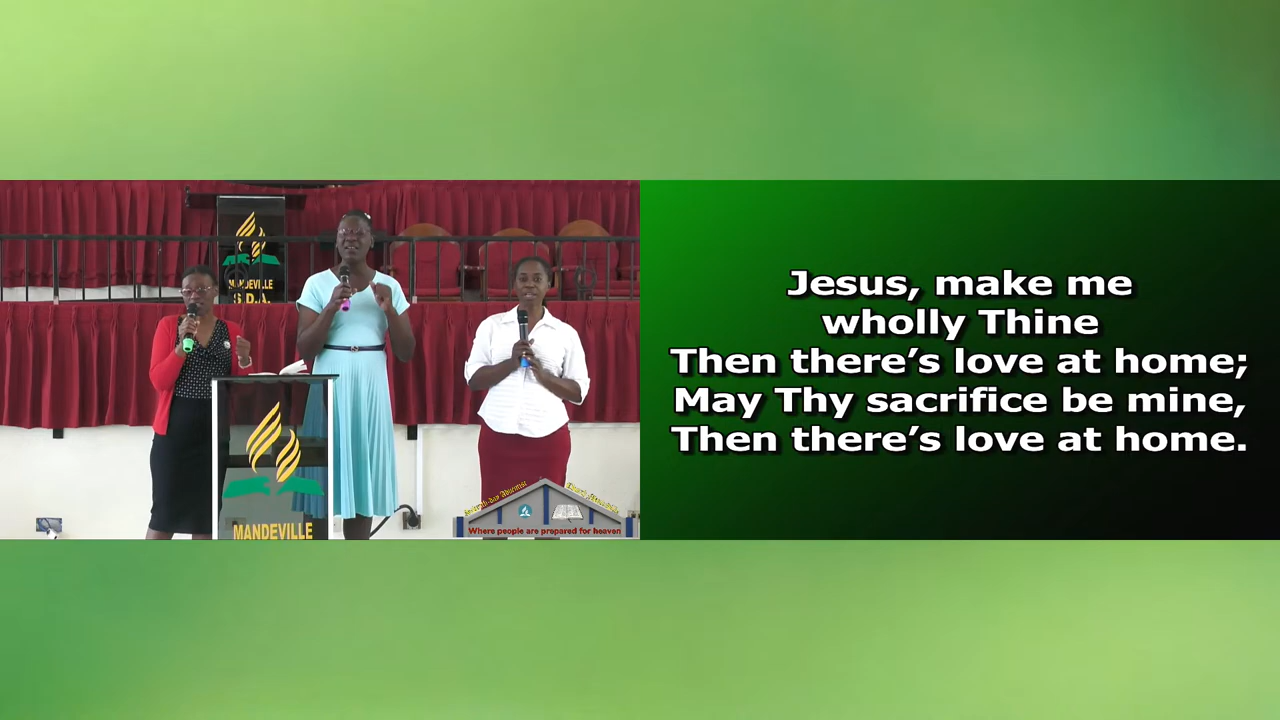 MANDEVILLE
S.D.A.
MANDEVILLE
Where people are prepared for heaven
Jesus, make me
wholly Thine
Then there's love at home;
May Thy sacrifice be mine,
Then there's love at home.